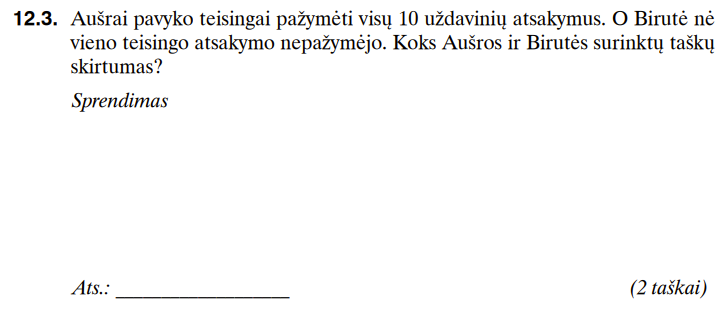 12.3. Aušrai pavyko teisingai pažymėti visų 10 uždavinių atsakymus. O Birutė nė
vieno teisingo atsakymo nepažymėjo. Koks Aušros ir Birutės surinktų taškų
skirtumas?
Sprendimas
Ats.: ___________________ (2 taškai)